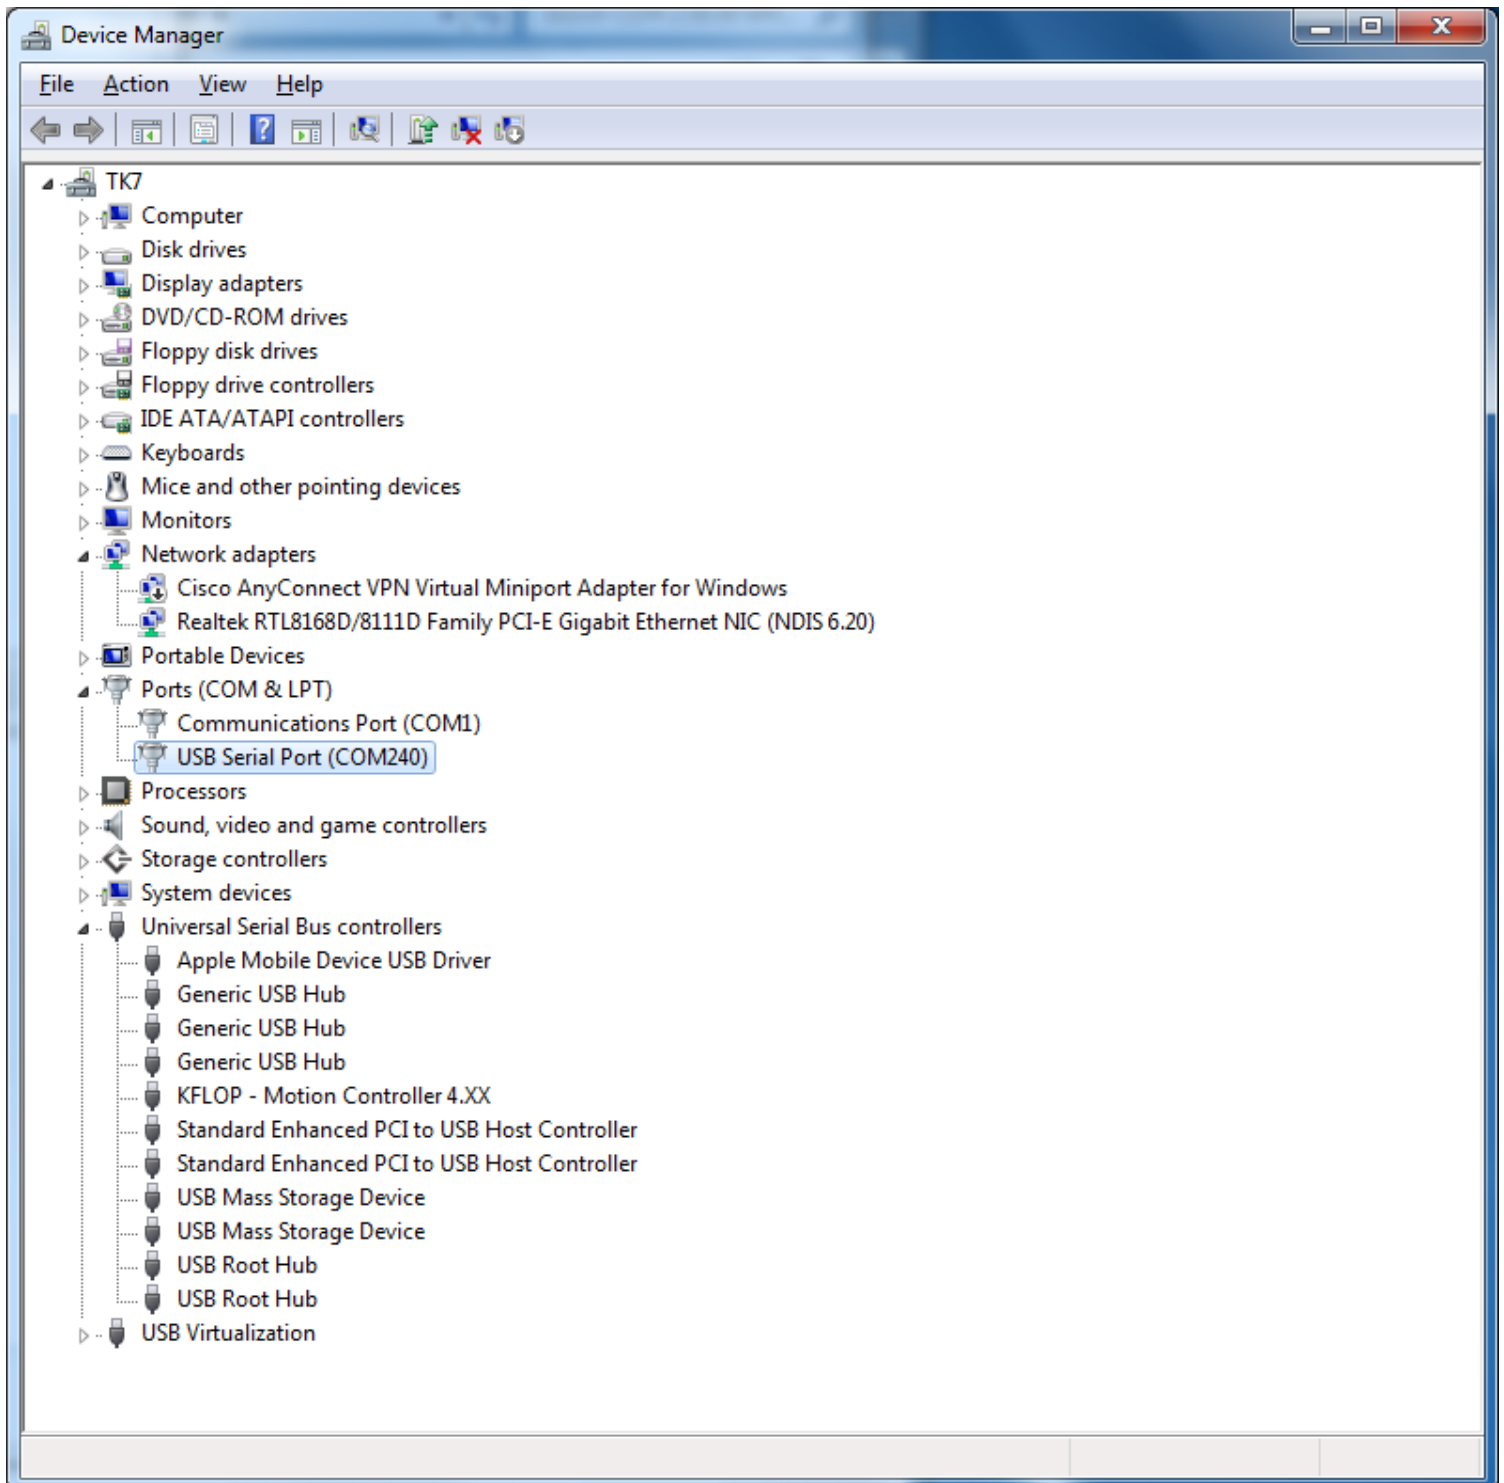 Device Manager
File Action View Help
TK7
Computer
Disk drives
Display adapters
DVD/CD-ROM drives
Floppy disk drives
Floppy drive controllers
IDE ATA/ATAPI controllers
Keyboards
Mice and other pointing devices
Monitors
Network adapters
Cisco AnyConnect VPN Virtual Miniport Adapter for Windows
Realtek RTL8168D/8111D Family PCI-E Gigabit Ethernet NIC (NDIS 6.20)
Portable Devices
Ports (COM & LPT)
Communications Port (COM1)
USB Serial Port (COM240)
Processors
Sound, video and game controllers
Storage controllers
System devices
Universal Serial Bus controllers
Apple Mobile Device USB Driver
Generic USB Hub
Generic USB Hub
Generic USB Hub
KFLOP - Motion Controller 4.XX
Standard Enhanced PCI to USB Host Controller
Standard Enhanced PCI to USB Host Controller
USB Mass Storage Device
USB Mass Storage Device
USB Root Hub
USB Root Hub
USB Virtualization